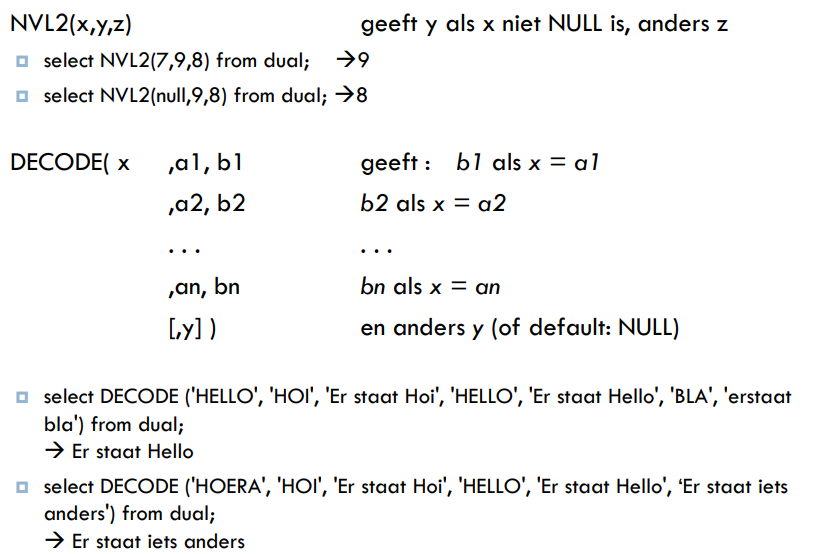 NVL2(x,y,z) geeft y als x niet NULL is, anders z
select NVL2(7,9,8) from dual; →9
select NVL2(null,9,8) from dual; →8
DECODE( x ,a1, b1 geeft : b1 als x = a1
,a2, b2 b2 als x = a2
. . . . . .
,an, bn bn als x = an
[,y] ) en anders y (of default: NULL)
select DECODE ('HELLO', 'HOI', 'Er staat Hoi', 'HELLO', 'Er staat Hello', 'BLA', 'erstaat
bla') from dual;
→ Er staat Hello
select DECODE ('HOERA', 'HOI', 'Er staat Hoi', 'HELLO', 'Er staat Hello', ‘Er staat iets
anders') from dual;
→ Er staat iets anders